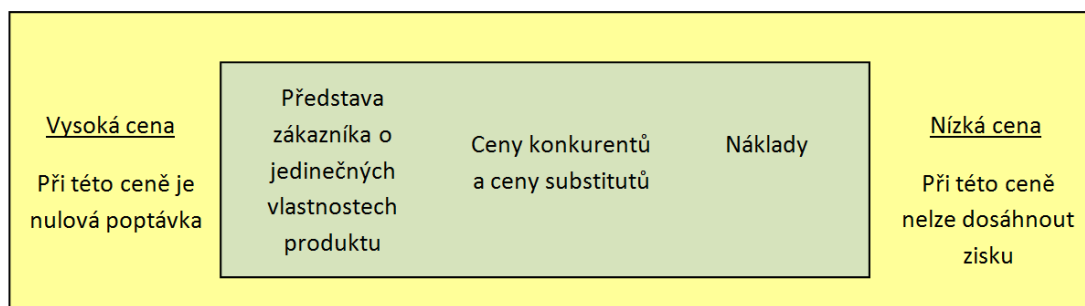 Vysoká cena
Při této ceně je
nulová poptávka
Představa
zákazníka o
jedinečných
vlastnostech
produktu
Ceny konkurentů
a ceny substitutů
Náklady
Nízká cena
Při této ceně
nelze dosáhnout
zisku